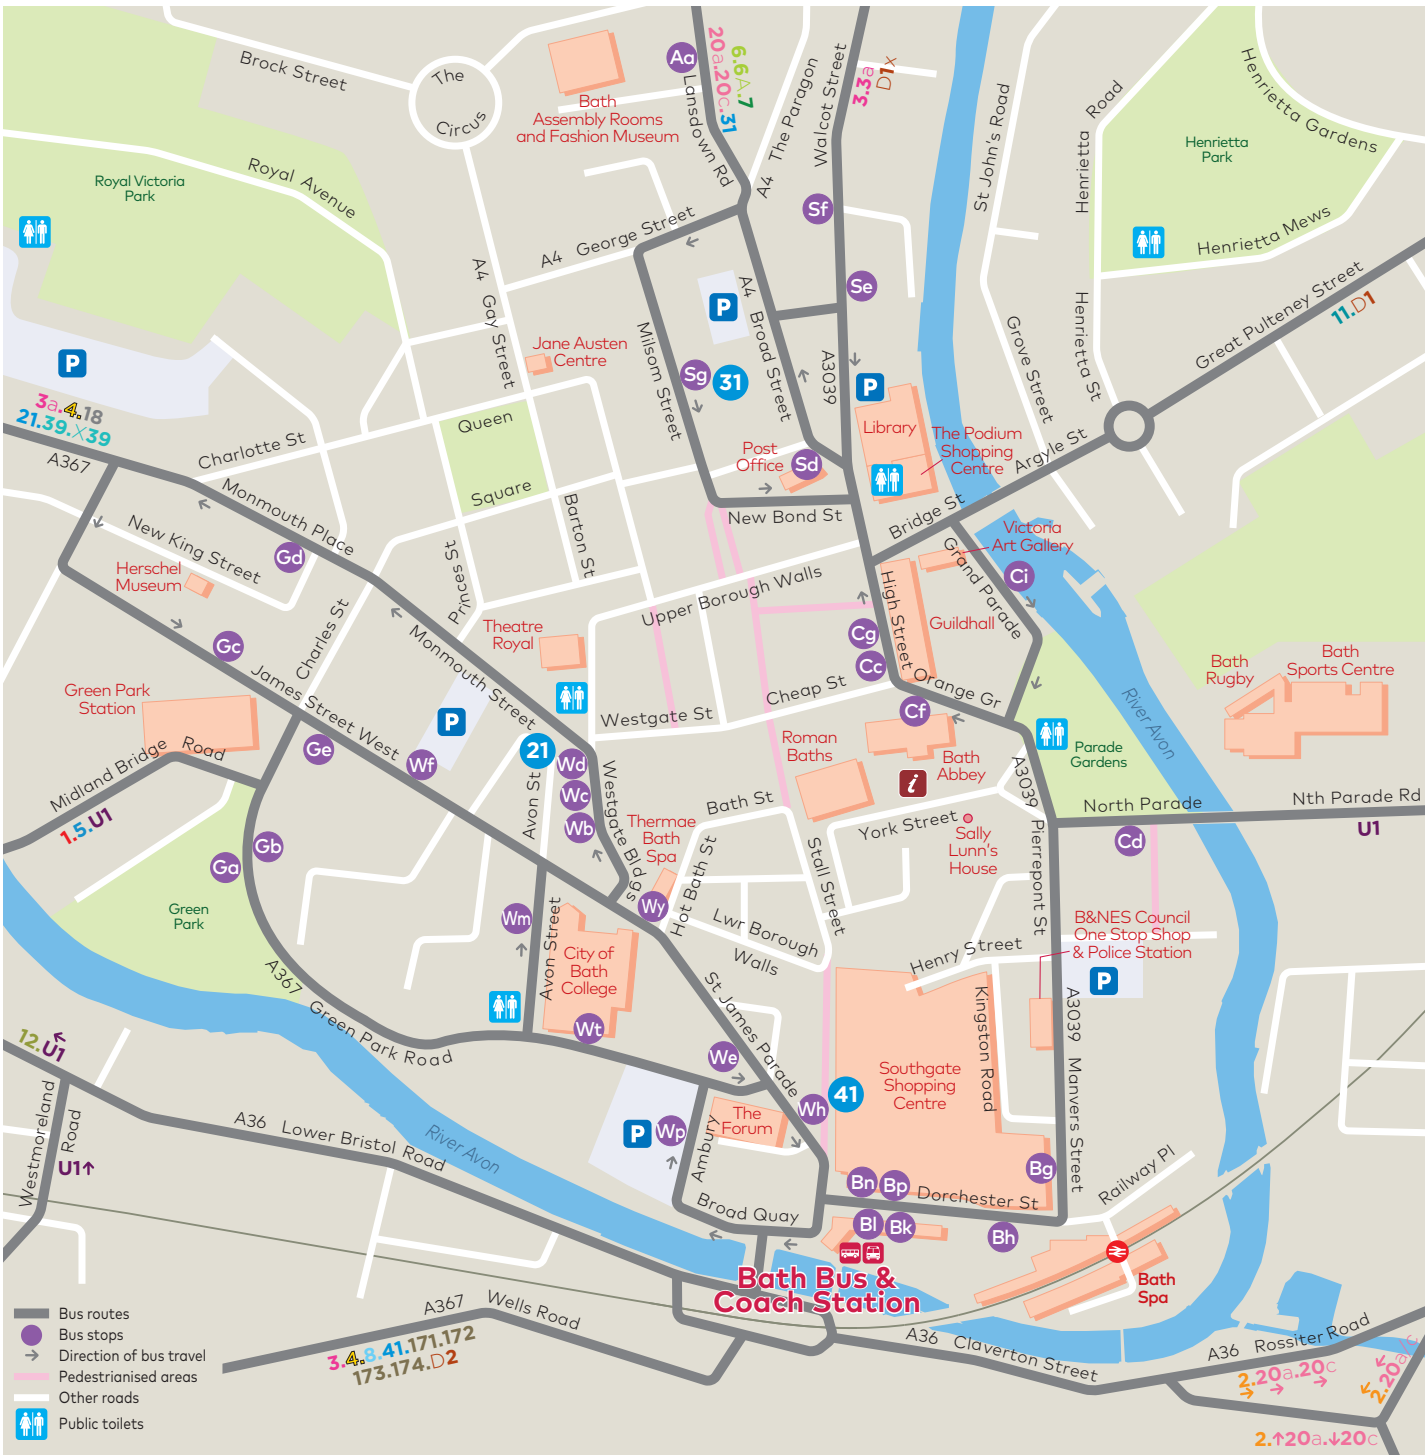 Brock Street
The
Circus
Bath
Assembly Rooms
and Fashion Museum
Aa
20a.20c.31
6.6A.7
Lansdown Rd
A4 The Paragon
Walcot Street
3.3a
D1x
St John's Road
Henrietta Road
Henrietta Gardens
Henrietta
Park
Royal Victoria
Park
Royal Avenue
Sf
Henrietta Mews
A4 George Street
A4 Gay Street
Se
Great Pulteney Street
11.D1
P
A4 Broad Street
Henrietta St
Grove Street
Jane Austen
Centre
Milsom Street
P
3a.4.18
21.39.X39
A367
Sg
31
A3039
P
Library
The Podium
Shopping
Centre
Argyle St
Queen
Square
Charlotte St
Post
Office
Sd
New Bond St
Bridge St
Monmouth Place
New King Street
Gd
Barton St
Princes St
Herschel
Museum
Victoria
Art Gallery
Grand Parade
Ci
Upper Borough Walls
High Street
Guildhall
Charles St
Gc
Monmouth Street
Theatre
Royal
Cg
Cc
Orange Gr
Cheap St
Bath
Rugby
Bath
Sports Centre
Green Park
Station
James Street West
P
Westgate St
Cf
River Avon
Roman
Baths
Bath
Abbey
i
Parade
Gardens
Midland Bridge Road
1.5.U1
Ge
Wf
21
Wd
Wc
Wb
Avon St
Westgate Bldgs
Thermae
Bath
Spa
Bath St
A3039 Pierrepont St
North Parade
Nth Parade Rd
U1
Cd
York Street
Sally
Lunn's
House
Stall Street
Gb
Ga
Green
Park
Wy
Hot Bath St
Lwr Borough
Walls
Wm
Avon Street
City of
Bath
College
B&NES Council
One Stop Shop
& Police Station
P
Henry Street
A367 Green Park Road
Wt
St James Parade
Kingston Road
A3039 Manvers Street
12.U1
We
Southgate
Shopping
Centre
41
Wh
The
Forum
P
Wp
Ambury
Westmoreland
Road
U1
A36 Lower Bristol Road
River Avon
Broad Quay
Bg
Railway Pl
Bn
Bp
Dorchester St
Bl
Bk
Bh
Bath Bus &
Coach Station
Bath
Spa
A367 Wells Road
3.4.8.41.171.172
173.174.D2
A36 Claverton Street
A36 Rossiter Road
2.20a.20c
2.20a/c
2.↑20a.↓20c
Bus routes
Bus stops
Direction of bus travel
Pedestrianised areas
Other roads
Public toilets